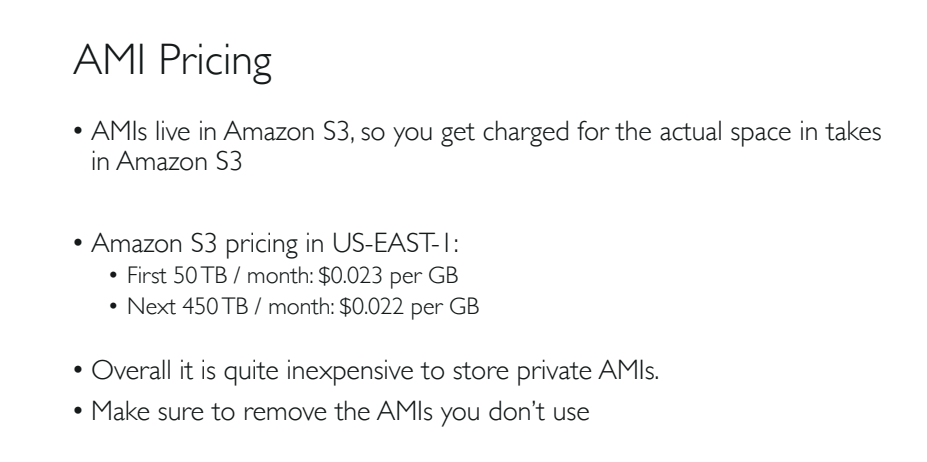 AMI Pricing
• AMIs live in Amazon S3, so you get charged for the actual space in takes
in Amazon S3
• Amazon S3 pricing in US-EAST-1:
• First 50 TB / month: $0.023 per GB
• Next 450 TB / month: $0.022 per GB
• Overall it is quite inexpensive to store private AMIs.
• Make sure to remove the AMIs you don’t use